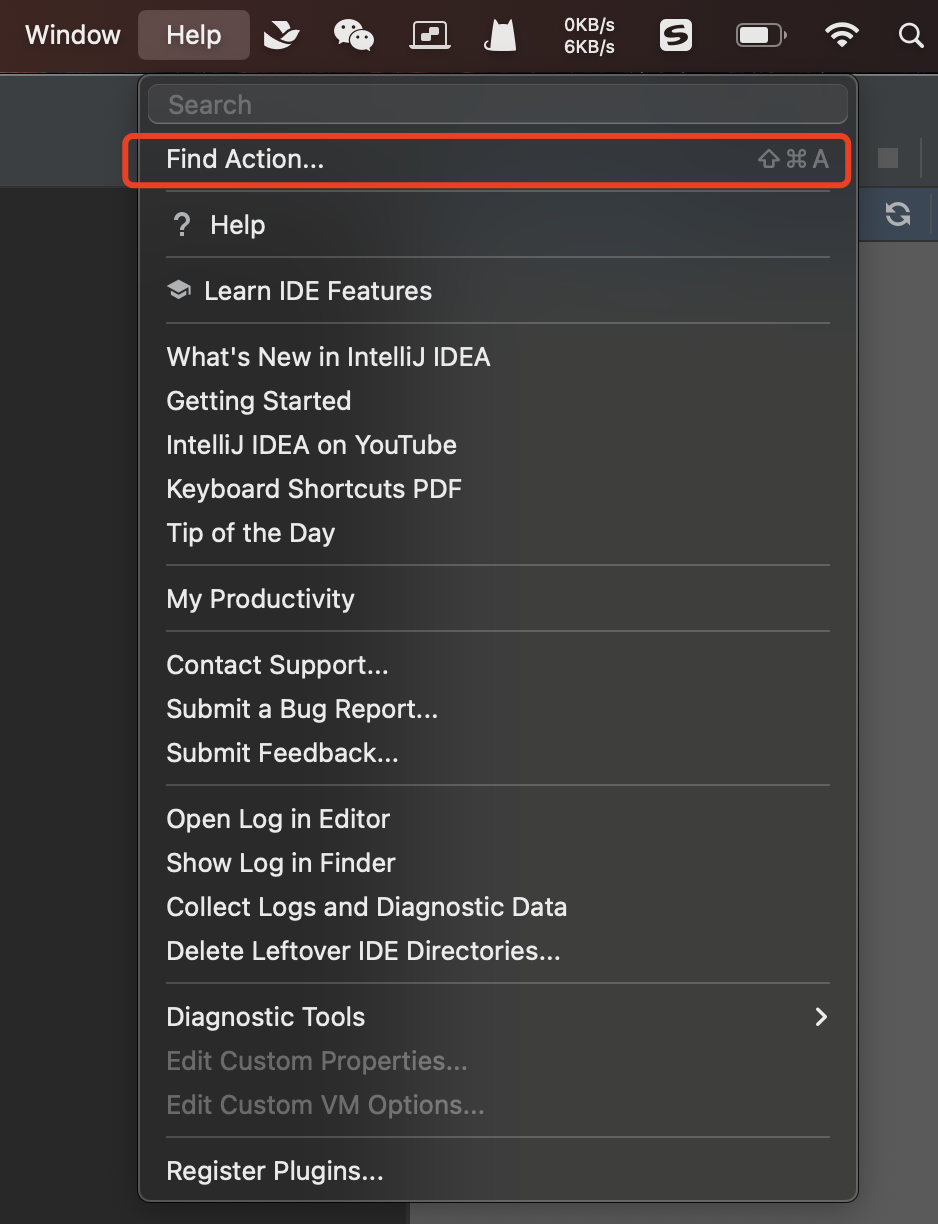 Window Help 0KB/s
6KB/s
Search
Find Action... ⇧⌘A
? Help
Learn IDE Features
What's New in IntelliJ IDEA
Getting Started
IntelliJ IDEA on YouTube
Keyboard Shortcuts PDF
Tip of the Day
My Productivity
Contact Support...
Submit a Bug Report...
Submit Feedback...
Open Log in Editor
Show Log in Finder
Collect Logs and Diagnostic Data
Delete Leftover IDE Directories...
Diagnostic Tools
Edit Custom Properties...
Edit Custom VM Options...
Register Plugins...